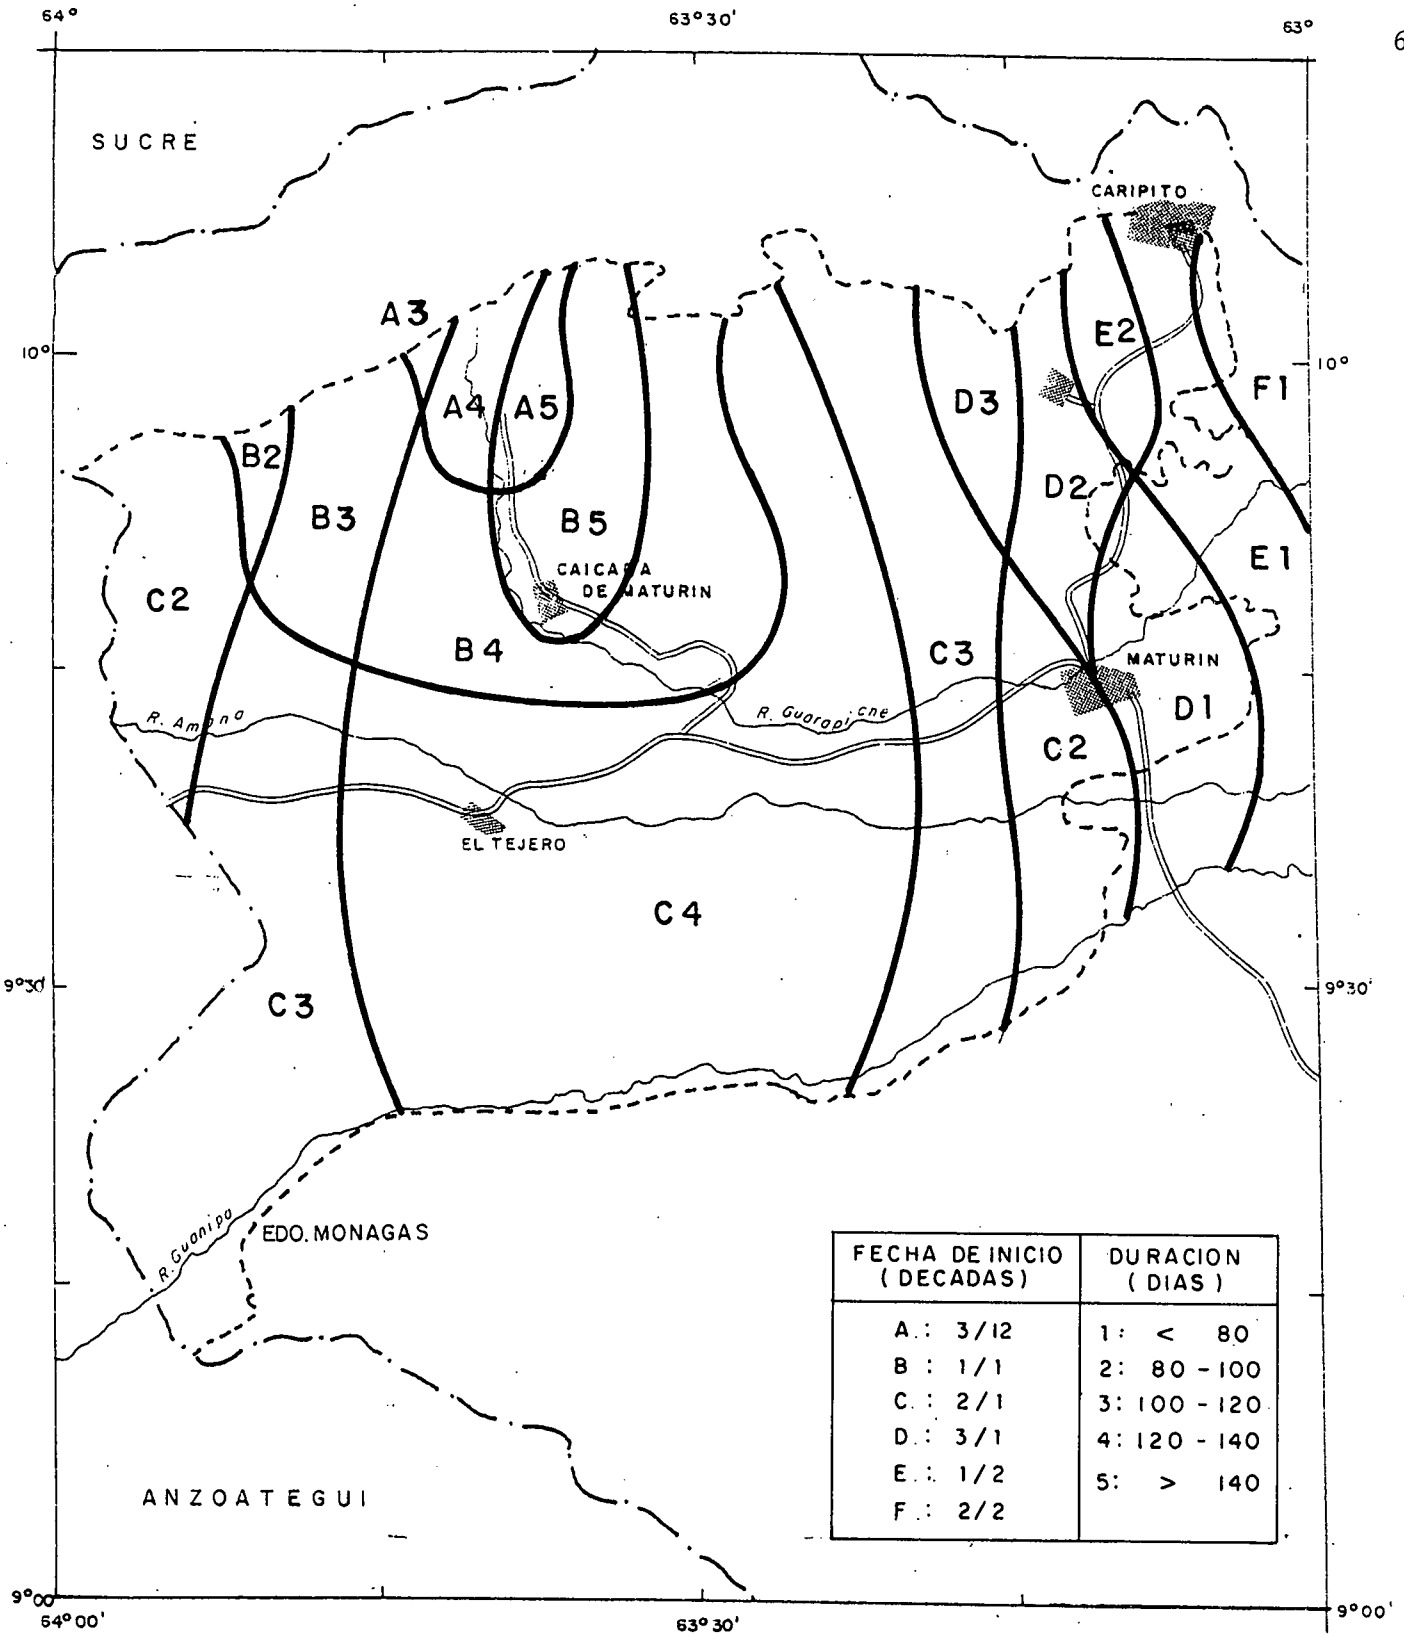 64°
63°30'
63°
6
SUCRE
CARIPITO
A3
E2
10°
10°
F1
A4
A5
D3
B2
D2
B3
B5
E1
CAICARA
DE MATURIN
C2
B4
C3
MATURIN
R. Amana
R. Guarapiche
D1
C2
EL TEJERO
C4
9°30'
9°30'
C3
R. Guanipa
EDO. MONAGAS
FECHA DE INICIO
(DECADAS)
DURACION
(DIAS)
A.: 3/12
1: < 80
B : 1/1
2: 80-100
C.: 2/1
3: 100-120
D.: 3/1
4: 120-140
E.: 1/2
5: > 140
F.: 2/2
ANZOATEGUI
9°00'
9°00'
64°00'
63°30'